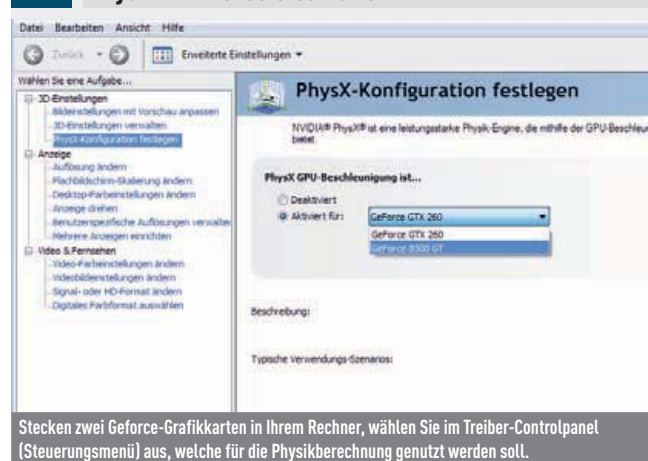 Datei Bearbeiten Ansicht Hilfe
Zurück Erweiterte Einstellungen
Wählen Sie eine Aufgabe...
3D-Einstellungen
Bildeinstellungen mit Vorschau anpassen
3D-Einstellungen verwalten
PhysX-Konfiguration festlegen
Anzeige
Auflösung ändern
Flachbildschirm-Skalierung ändern
Desktop-Farbeinstellungen ändern
Anzeige drehen
Benutzerspezifische Auflösungen verwalten
Mehrere Anzeigen einrichten
Video & Fernsehen
Video-Farbeinstellungen ändern
Videobildeinstellungen ändern
Signal- oder HD-Format ändern
Digitales Farbformat auswählen
PhysX-Konfiguration festlegen
NVIDIA® PhysX® ist eine leistungsstarke Physik-Engine, die mithilfe der GPU-Beschleu
bietet.
PhysX GPU-Beschleunigung ist...
Deaktiviert
Aktiviert für: GeForce GTX 260
GeForce GTX 260
GeForce 8500 GT
Beschreibung:
Typische Verwendungs-Szenarios:
Stecken zwei Geforce-Grafikkarten in Ihrem Rechner, wählen Sie im Treiber-Controlpanel
(Steuerungsmenü) aus, welche für die Physikberechnung genutzt werden soll.